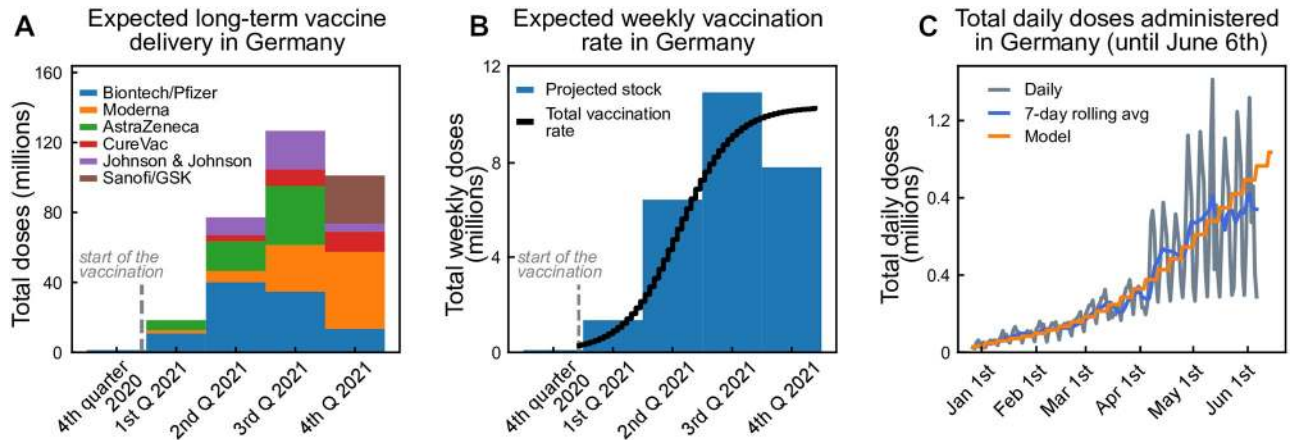 A
Expected long-term vaccine
delivery in Germany
Total doses (millions)
160
120
80
40
0
Biontech/Pfizer
Moderna
AstraZeneca
CureVac
Johnson & Johnson
Sanofi/GSK
start of the
vaccination
4th quarter
2020
1st Q 2021
2nd Q 2021
3rd Q 2021
4th Q 2021
B
Expected weekly vaccination
rate in Germany
Total weekly doses
(millions)
12
8
4
0
Projected stock
Total vaccination
rate
start of the
vaccination
4th quarter
2020
1st Q 2021
2nd Q 2021
3rd Q 2021
4th Q 2021
C
Total daily doses administered
in Germany (until June 6th)
Total daily doses
(millions)
1.2
0.4
0.4
0
Daily
7-day rolling avg
Model
Jan 1st
Feb 1st
Mar 1st
Apr 1st
May 1st
Jun 1st